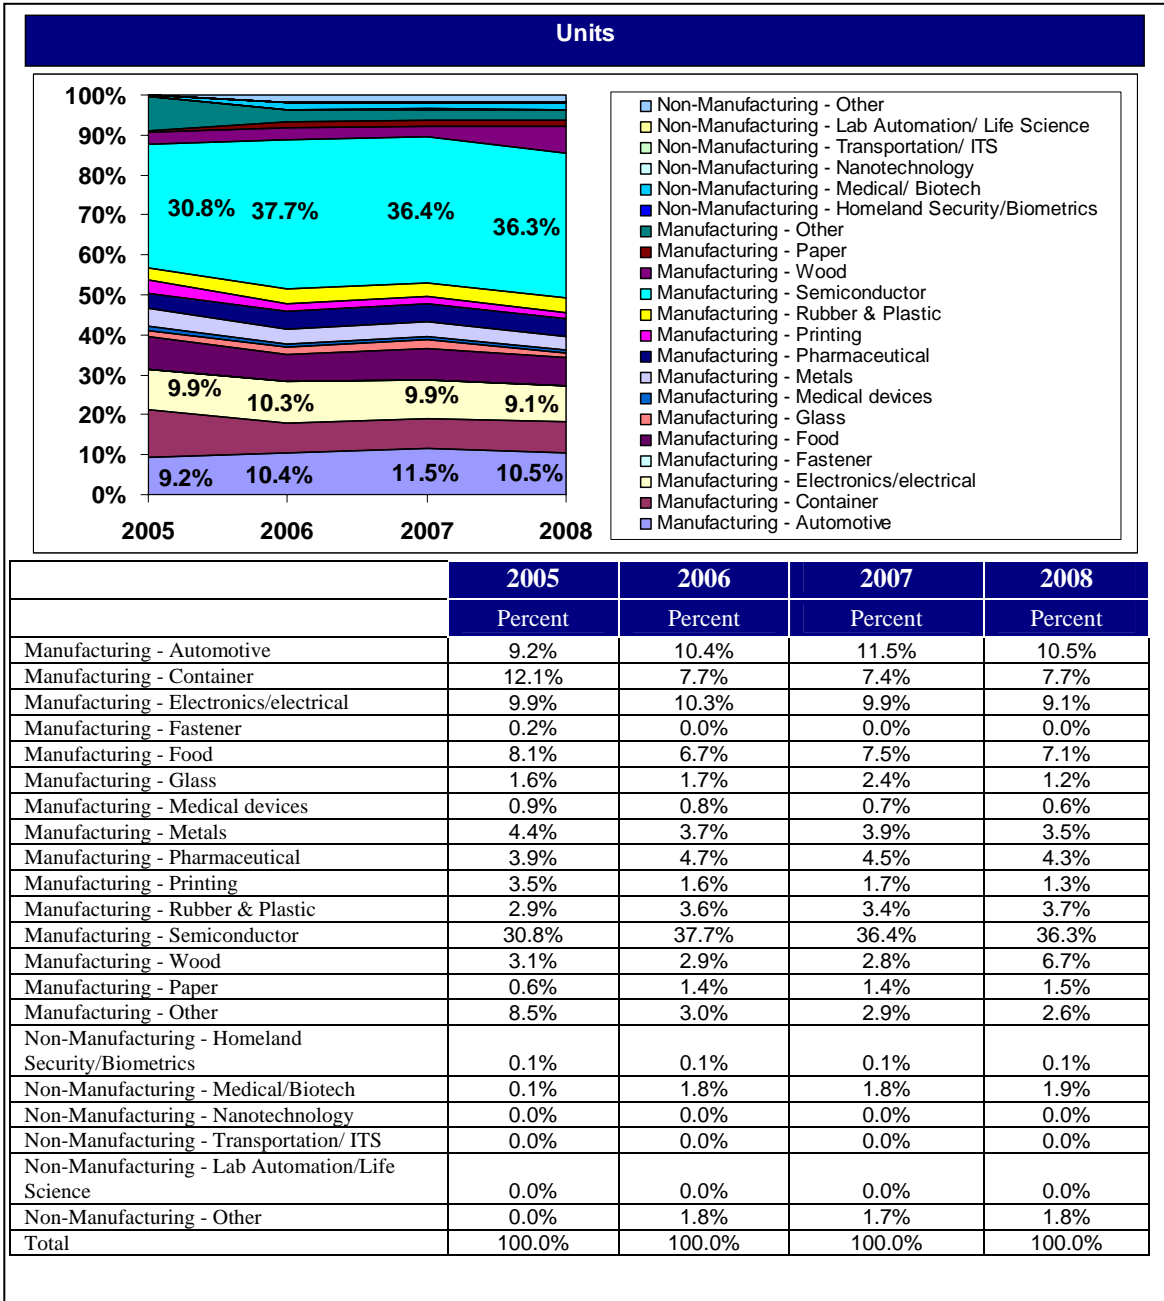 Units
100%
90%
80%
70%
60%
50%
40%
30%
20%
10%
0%
30.8% 37.7% 36.4% 36.3%
9.9% 10.3% 9.9% 9.1%
9.2% 10.4% 11.5% 10.5%
2005 2006 2007 2008
Non-Manufacturing - Other
Non-Manufacturing - Lab Automation/ Life Science
Non-Manufacturing - Transportation/ ITS
Non-Manufacturing - Nanotechnology
Non-Manufacturing - Medical/ Biotech
Non-Manufacturing - Homeland Security/Biometrics
Manufacturing - Other
Manufacturing - Paper
Manufacturing - Wood
Manufacturing - Semiconductor
Manufacturing - Rubber & Plastic
Manufacturing - Printing
Manufacturing - Pharmaceutical
Manufacturing - Metals
Manufacturing - Medical devices
Manufacturing - Glass
Manufacturing - Food
Manufacturing - Fastener
Manufacturing - Electronics/electrical
Manufacturing - Container
Manufacturing - Automotive
2005 2006 2007 2008
Percent Percent Percent Percent
Manufacturing - Automotive 9.2% 10.4% 11.5% 10.5%
Manufacturing - Container 12.1% 7.7% 7.4% 7.7%
Manufacturing - Electronics/electrical 9.9% 10.3% 9.9% 9.1%
Manufacturing - Fastener 0.2% 0.0% 0.0% 0.0%
Manufacturing - Food 8.1% 6.7% 7.5% 7.1%
Manufacturing - Glass 1.6% 1.7% 2.4% 1.2%
Manufacturing - Medical devices 0.9% 0.8% 0.7% 0.6%
Manufacturing - Metals 4.4% 3.7% 3.9% 3.5%
Manufacturing - Pharmaceutical 3.9% 4.7% 4.5% 4.3%
Manufacturing - Printing 3.5% 1.6% 1.7% 1.3%
Manufacturing - Rubber & Plastic 2.9% 3.6% 3.4% 3.7%
Manufacturing - Semiconductor 30.8% 37.7% 36.4% 36.3%
Manufacturing - Wood 3.1% 2.9% 2.8% 6.7%
Manufacturing - Paper 0.6% 1.4% 1.4% 1.5%
Manufacturing - Other 8.5% 3.0% 2.9% 2.6%
Non-Manufacturing - Homeland
Security/Biometrics 0.1% 0.1% 0.1% 0.1%
Non-Manufacturing - Medical/Biotech 0.1% 1.8% 1.8% 1.9%
Non-Manufacturing - Nanotechnology 0.0% 0.0% 0.0% 0.0%
Non-Manufacturing - Transportation/ ITS 0.0% 0.0% 0.0% 0.0%
Non-Manufacturing - Lab Automation/Life
Science 0.0% 0.0% 0.0% 0.0%
Non-Manufacturing - Other 0.0% 1.8% 1.7% 1.8%
Total 100.0% 100.0% 100.0% 100.0%